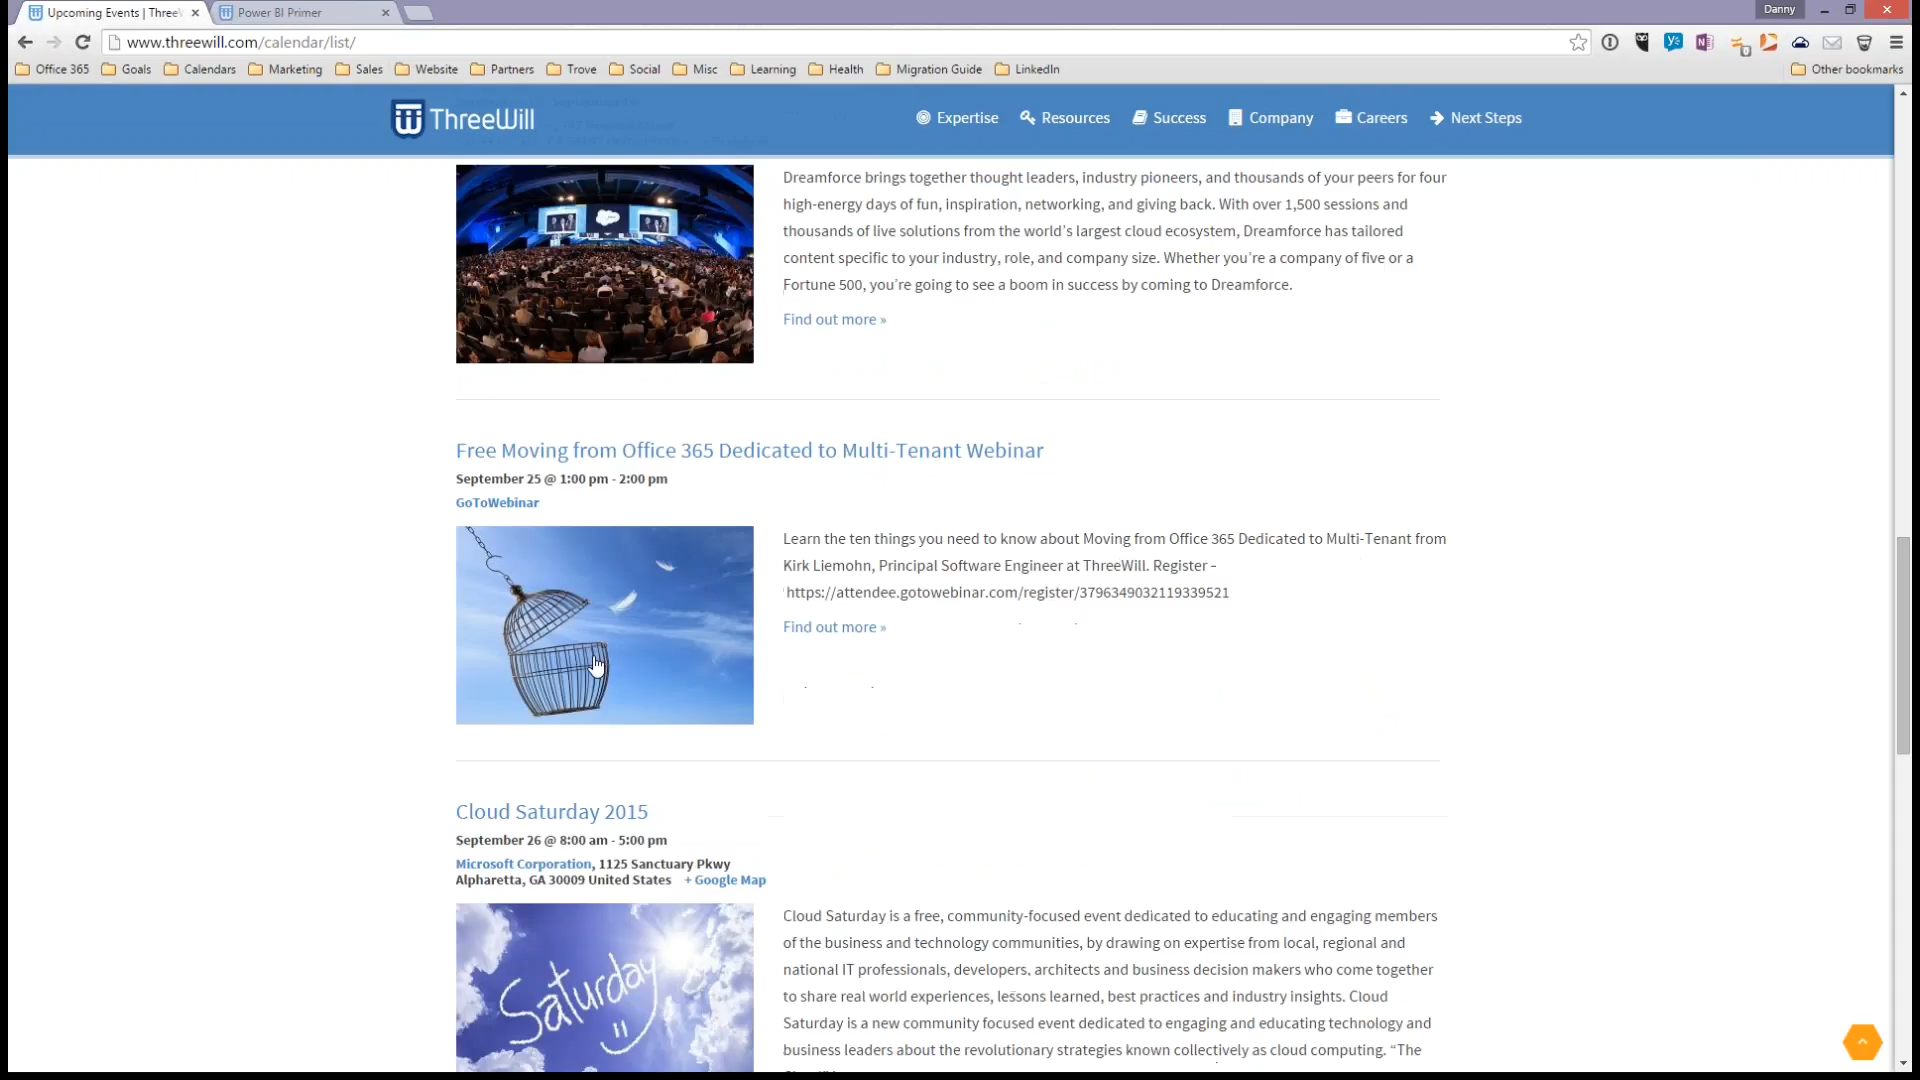 Upcoming Events | Three
Power BI Primer
Danny
www.threewill.com/calendar/list/
Office 365 Goals Calendars Marketing Sales Website Partners Trove Social Misc Learning Health Migration Guide LinkedIn Other bookmarks
ThreeWill Expertise Resources Success Company Careers Next Steps
Dreamforce brings together thought leaders, industry pioneers, and thousands of your peers for four
high-energy days of fun, inspiration, networking, and giving back. With over 1,500 sessions and
thousands of live solutions from the world's largest cloud ecosystem, Dreamforce has tailored
content specific to your industry, role, and company size. Whether you're a company of five or a
Fortune 500, you're going to see a boom in success by coming to Dreamforce.
Find out more »
Free Moving from Office 365 Dedicated to Multi-Tenant Webinar
September 25 @ 1:00 pm - 2:00 pm
GoToWebinar
Learn the ten things you need to know about Moving from Office 365 Dedicated to Multi-Tenant from
Kirk Liemohn, Principal Software Engineer at ThreeWill. Register -
https://attendee.gotowebinar.com/register/3796349032119339521
Find out more »
Cloud Saturday 2015
September 26 @ 8:00 am - 5:00 pm
Microsoft Corporation, 1125 Sanctuary Pkwy
Alpharetta, GA 30009 United States + Google Map
Saturday
Cloud Saturday is a free, community-focused event dedicated to educating and engaging members
of the business and technology communities, by drawing on expertise from local, regional and
national IT professionals, developers, architects and business decision makers who come together
to share real world experiences, lessons learned, best practices and industry insights. Cloud
Saturday is a new community focused event dedicated to engaging and educating technology and
business leaders about the revolutionary strategies known collectively as cloud computing. “The